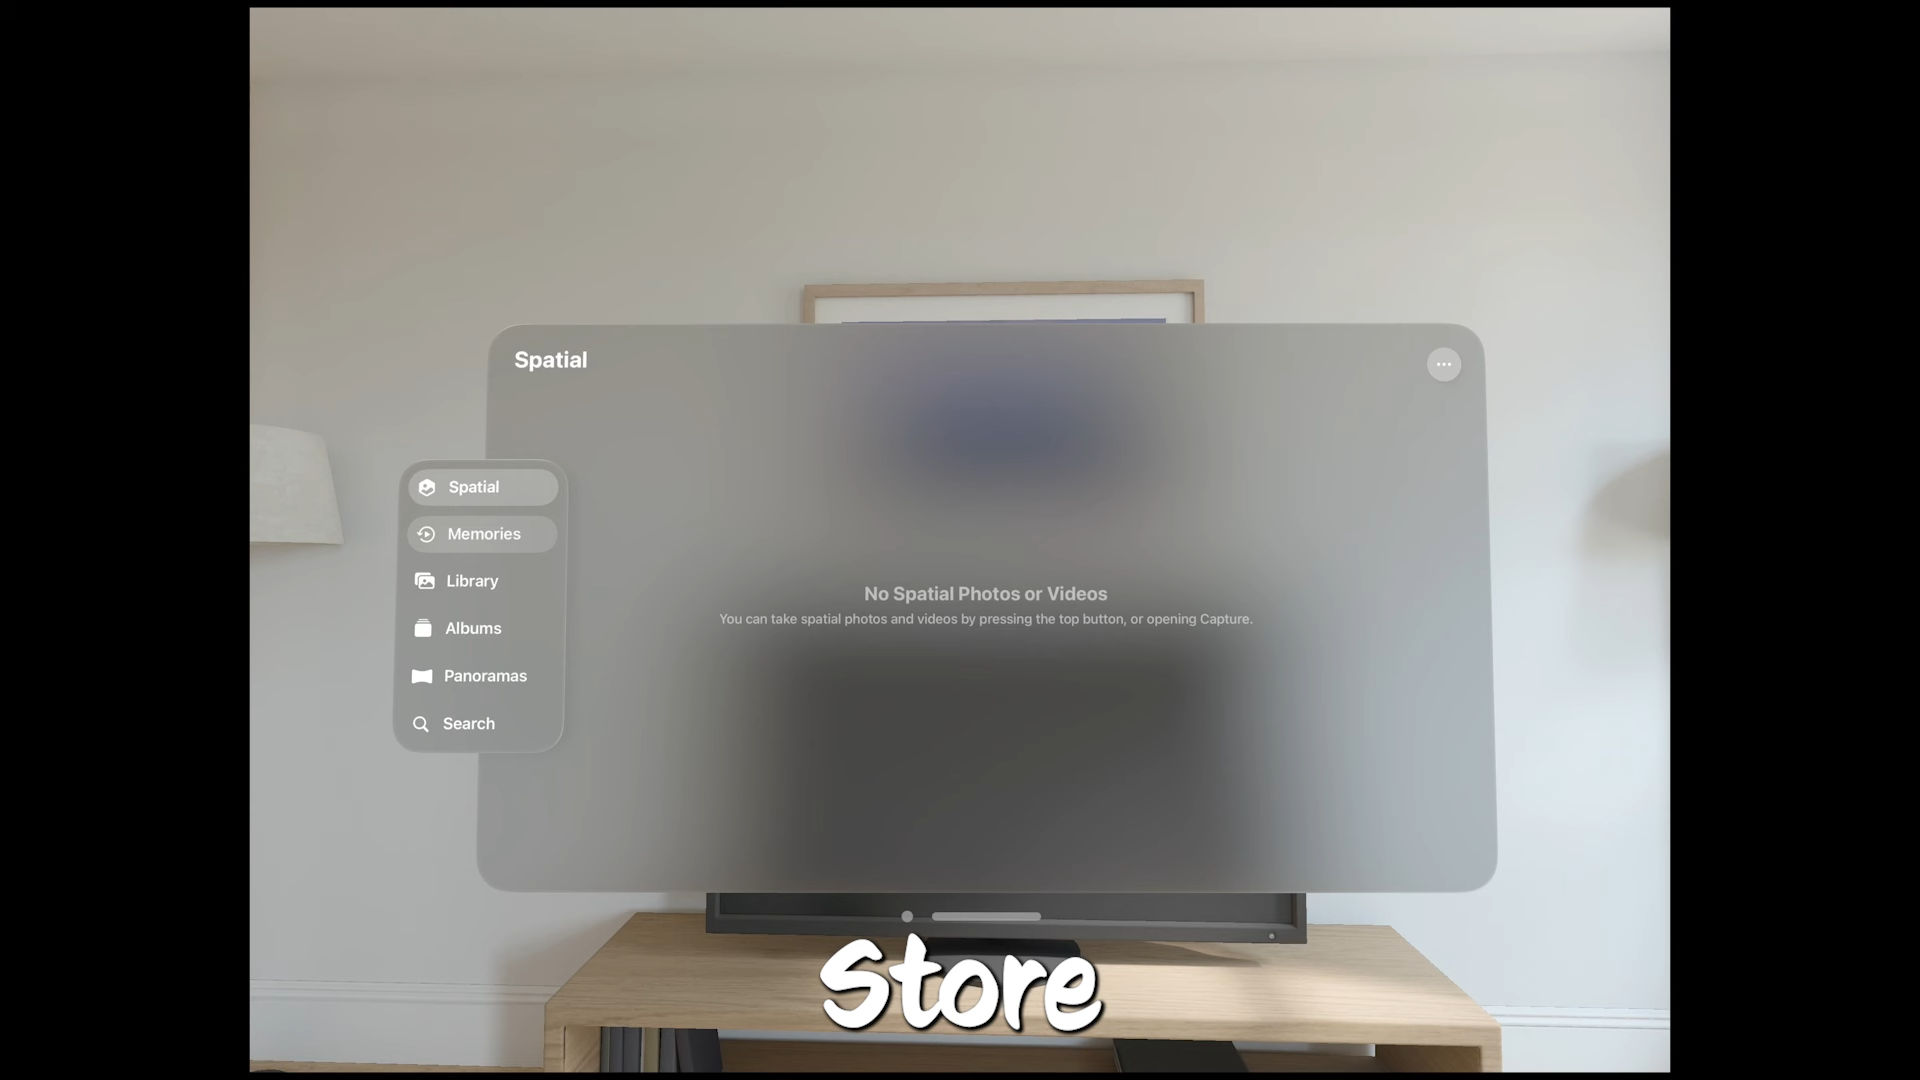 Spatial
Spatial
Memories
Library
Albums
Panoramas
Search
No Spatial Photos or Videos
You can take spatial photos and videos by pressing the top button, or opening Capture.
Store